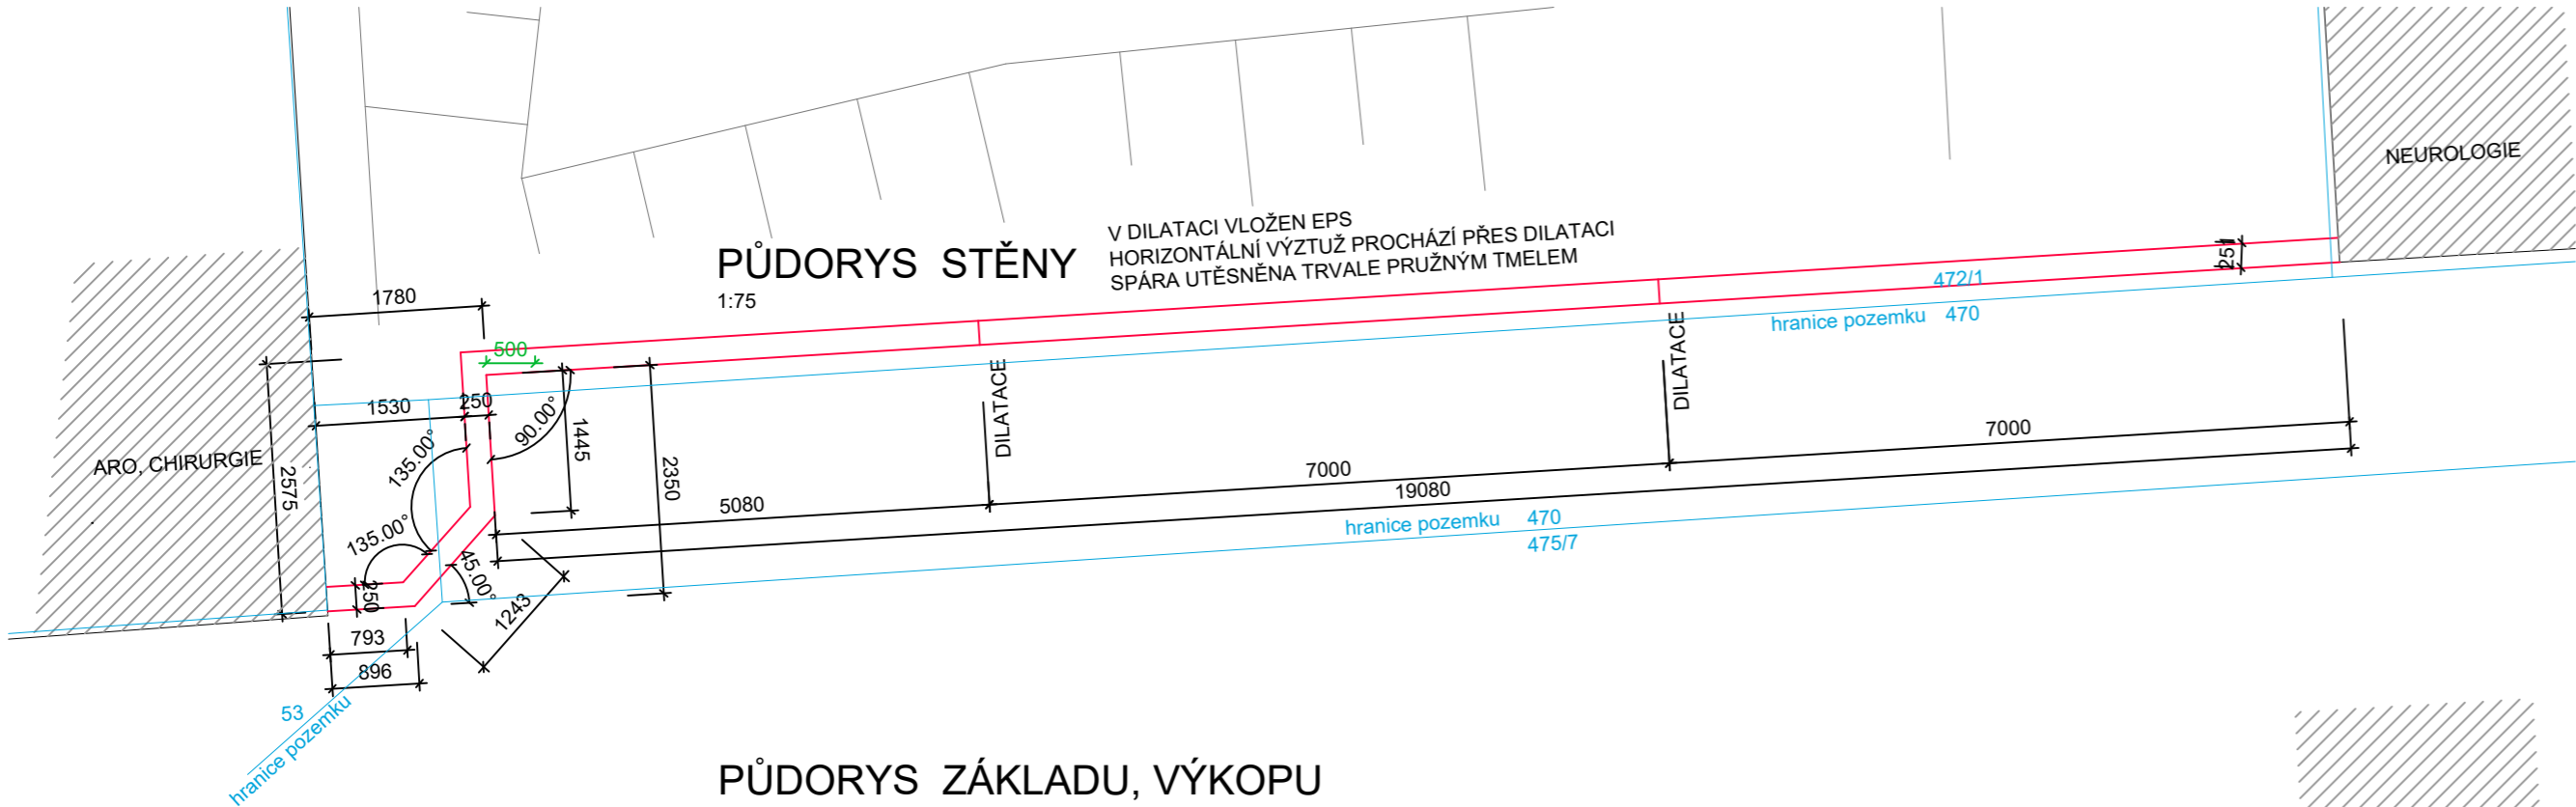 NEUROLOGIE
V DILATACI VLOŽEN EPS
HORIZONTÁLNÍ VÝZTUŽ PROCHÁZÍ PŘES DILATACI
SPÁRA UTĚSNĚNA TRVALE PRUŽNÝM TMELEM
PŮDORYS STĚNY
1:75
251
472/1
hranice pozemku 470
1780
500
DILATACE
DILATACE
1530
250
90.00°
1445
135.00°
ARO, CHIRURGIE
2575
2350
7000
7000
19080
5080
hranice pozemku 470
475/7
135.00°
45.00°
250
1243
793
896
53
hranice pozemku
PŮDORYS ZÁKLADU, VÝKOPU